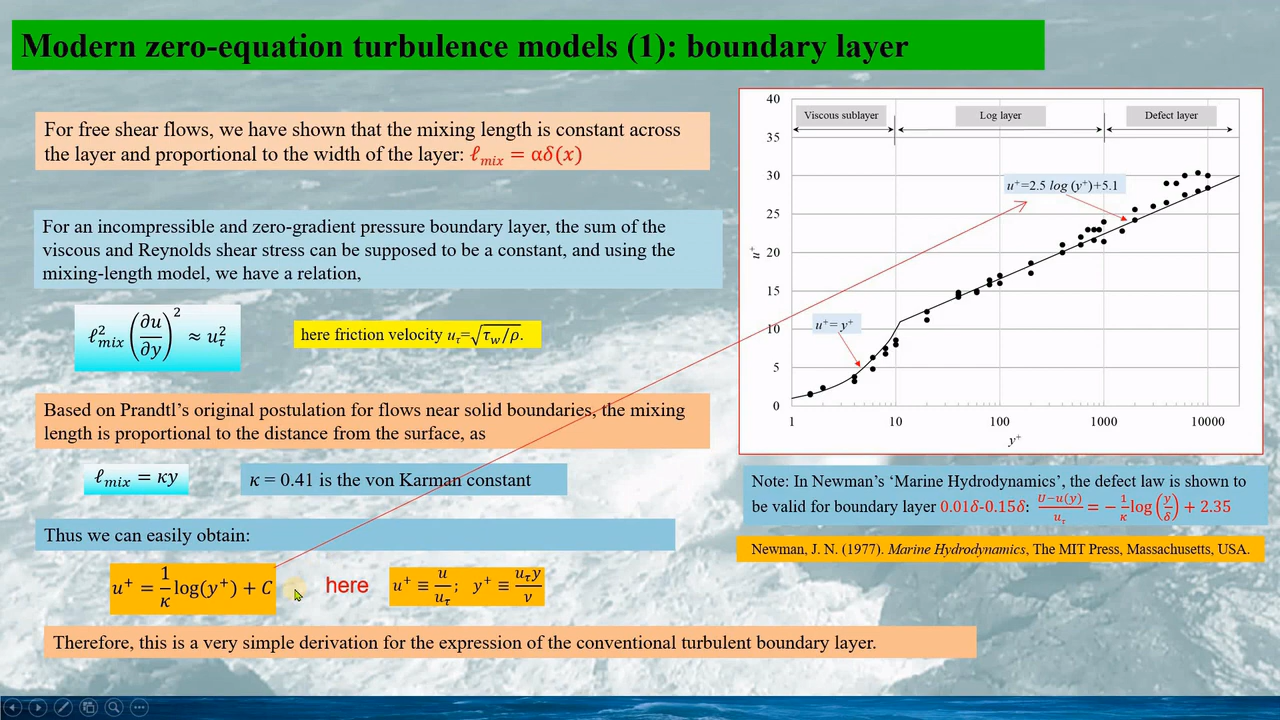 Modern zero-equation turbulence models (1): boundary layer
For free shear flows, we have shown that the mixing length is constant across
the layer and proportional to the width of the layer: ℓ_mix = αδ(x)
For an incompressible and zero-gradient pressure boundary layer, the sum of the
viscous and Reynolds shear stress can be supposed to be a constant, and using the
mixing-length model, we have a relation,
ℓ²_mix (∂u/∂y)² ≈ u²_τ
here friction velocity u_τ=√(τ_w/ρ).
Based on Prandtl's original postulation for flows near solid boundaries, the mixing
length is proportional to the distance from the surface, as
ℓ_mix = κy
κ = 0.41 is the von Karman constant
Thus we can easily obtain:
u⁺ = 1/κ log(y⁺) + C
here
u⁺ ≡ u/u_τ; y⁺ ≡ u_τy/ν
Therefore, this is a very simple derivation for the expression of the conventional turbulent boundary layer.
40
35
30
25
20
15
10
5
0
u⁺
Viscous sublayer
Log layer
Defect layer
u⁺=2.5 log (y⁺)+5.1
u⁺= y⁺
1
10
100
1000
10000
y⁺
Note: In Newman's 'Marine Hydrodynamics', the defect law is shown to
be valid for boundary layer 0.01δ-0.15δ: (U−u(y))/u_τ = −1/κ log(y/δ) + 2.35
Newman, J. N. (1977). Marine Hydrodynamics, The MIT Press, Massachusetts, USA.